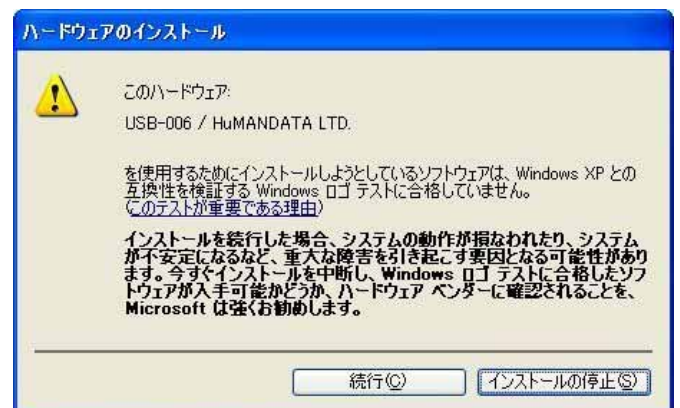 ハードウェアのインストール
このハードウェア:
USB-006 / HuMANDATA LTD.
を使用するためにインストールしようとしているソフトウェアは、Windows XP との
互換性を検証する Windows ロゴ テストに合格していません。
(このテストが重要である理由)
インストールを続行した場合、システムの動作が損なわれたり、システム
が不安定になるなど、重大な障害を引き起こす要因となる可能性があり
ます。今すぐインストールを中断し、Windows ロゴ テストに合格したソフ
トウェアが入手可能かどうか、ハードウェア ベンダーに確認されることを、
Microsoft は強くお勧めします。
続行(C)
インストールの停止(S)